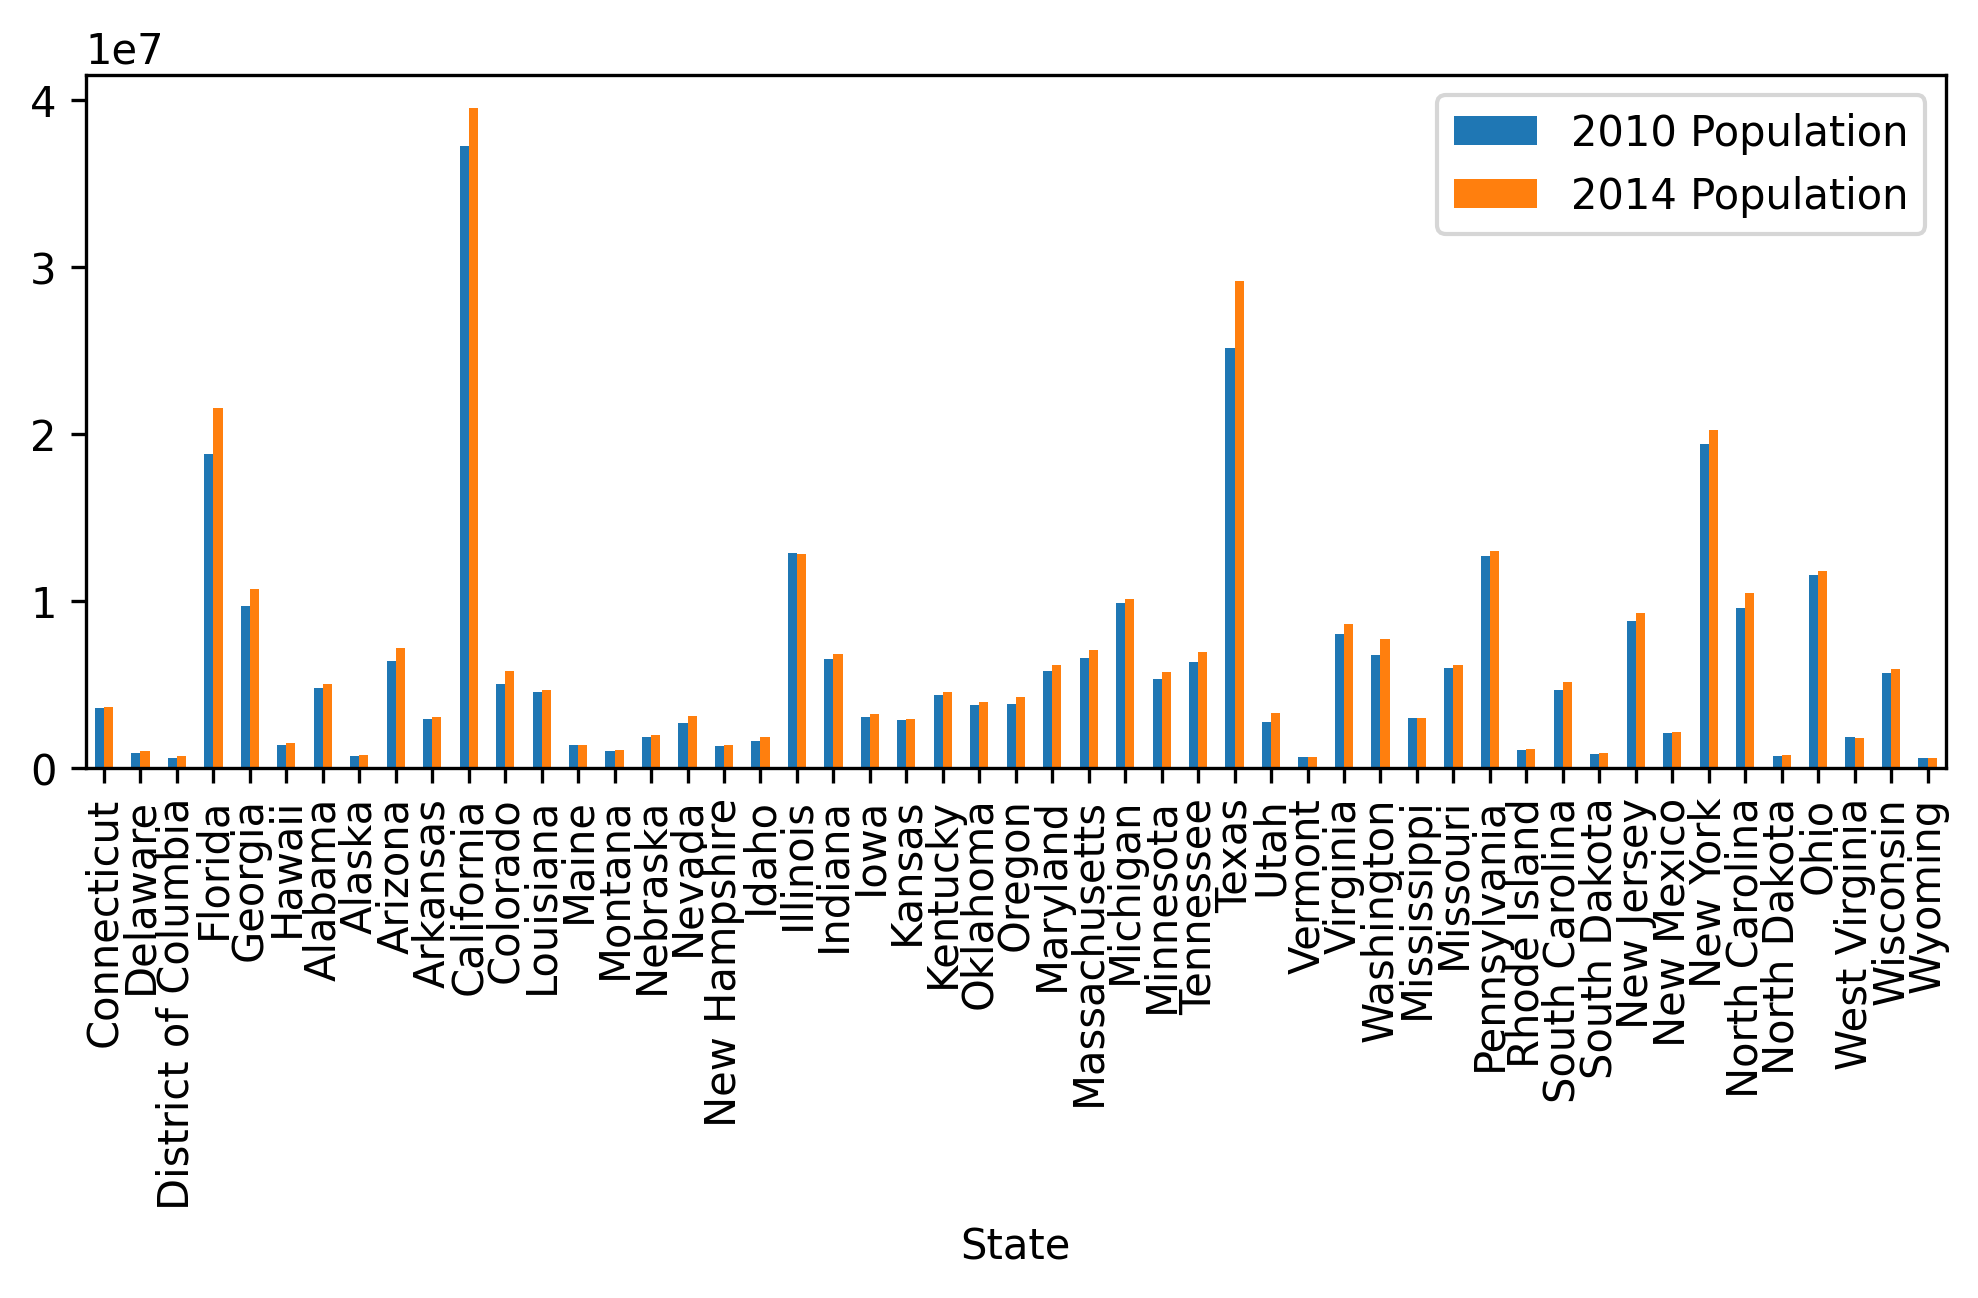 1e7
4
3
2
1
0
2010 Population
2014 Population
Connecticut
Delaware
District of Columbia
Florida
Georgia
Hawaii
Alabama
Alaska
Arizona
Arkansas
California
Colorado
Louisiana
Maine
Montana
Nebraska
Nevada
New Hampshire
Idaho
Illinois
Indiana
Iowa
Kansas
Kentucky
Oklahoma
Oregon
Maryland
Massachusetts
Michigan
Minnesota
Tennessee
Texas
Utah
Vermont
Virginia
Washington
Mississippi
Missouri
Pennsylvania
Rhode Island
South Carolina
South Dakota
New Jersey
New Mexico
New York
North Carolina
North Dakota
Ohio
West Virginia
Wisconsin
Wyoming
State